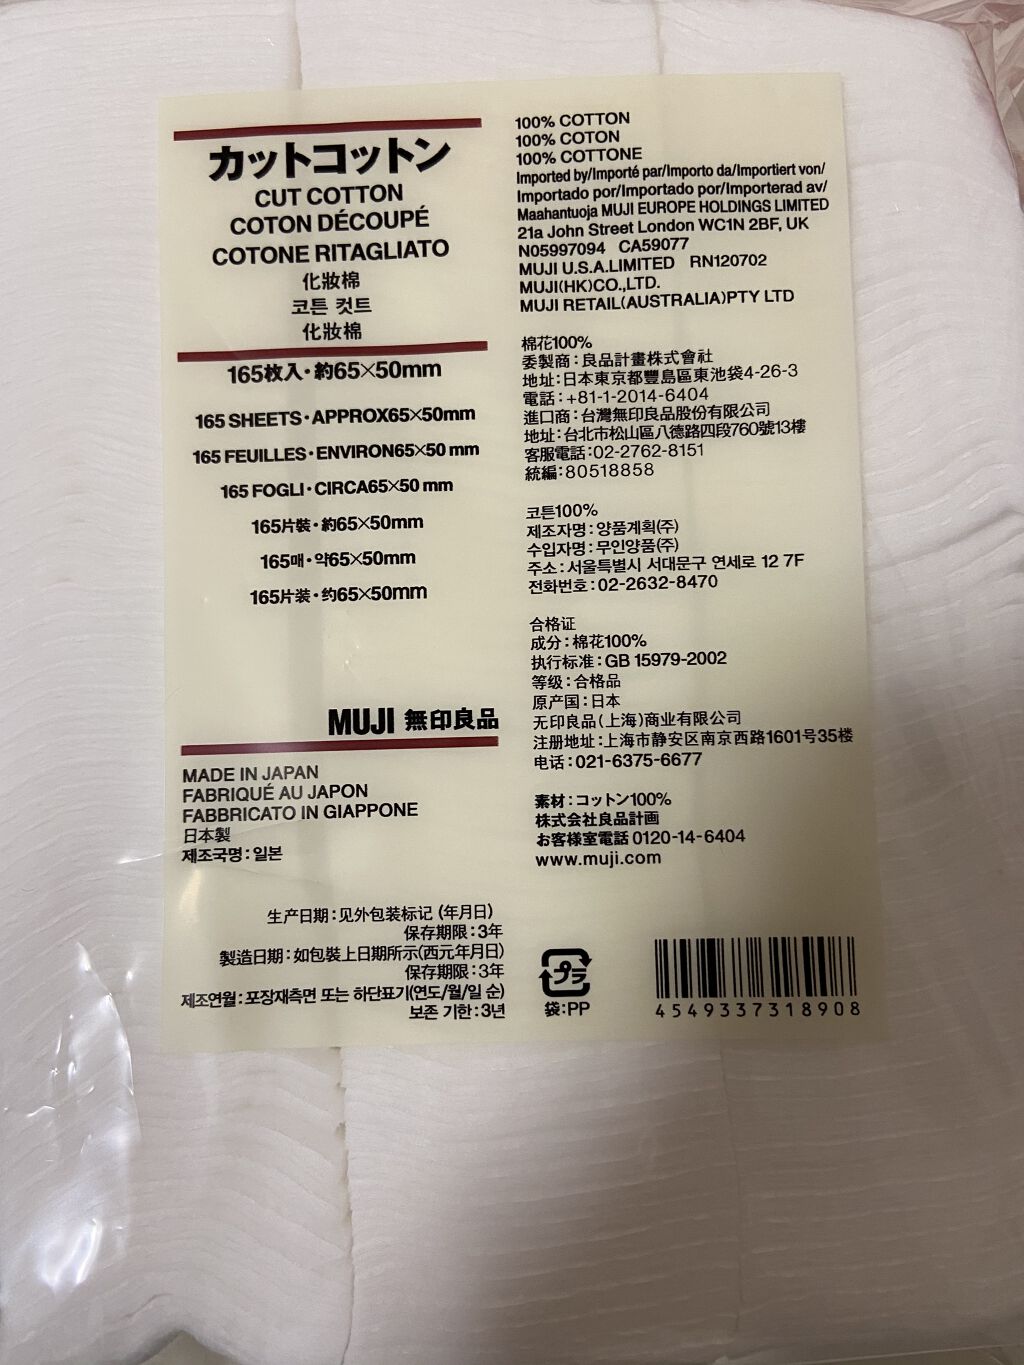 カットコットン
CUT COTTON
COTON DÉCOUPÉ
COTONE RITAGLIATO
化妝棉
코튼 컷트
化妝棉
165枚入・約65×50mm
165 SHEETS・APPROX65×50mm
165 FEUILLES・ENVIRON65×50 mm
165 FOGLI・CIRCA65×50 mm
165片裝・約65×50mm
165매・약65×50mm
165片装・约65×50mm
MUJI 無印良品
MADE IN JAPAN
FABRIQUÉ AU JAPON
FABBRICATO IN GIAPPONE
日本製
제조국명:일본
生产日期:见外包装标记 (年月日)
保存期限:3年
製造日期:如包裝上日期所示(西元年月日)
保存期限:3年
제조연월:포장재측면 또는 하단표기(연도/월/일 순)
보존 기한:3년
100% COTTON
100% COTON
100% COTTONE
Imported by/Importé par/Importo da/Importiert von/
Importado por/Importado por/Importerad av/
Maahantuoja MUJI EUROPE HOLDINGS LIMITED
21a John Street London WC1N 2BF, UK
N05997094 CA59077
MUJI U.S.A.LIMITED RN120702
MUJI(HK)CO.,LTD.
MUJI RETAIL(AUSTRALIA)PTY LTD
棉花100%
委製商:良品計畫株式會社
地址:日本東京都豐島區東池袋4-26-3
電話:+81-1-2014-6404
進口商:台灣無印良品股份有限公司
地址:台北市松山區八德路四段760號13樓
客服電話:02-2762-8151
統編:80518858
코튼100%
제조자명:양품계획(주)
수입자명:무인양품(주)
주소:서울특별시 서대문구 연세로 12 7F
전화번호:02-2632-8470
合格证
成分:棉花100%
执行标准:GB 15979-2002
等级:合格品
原产国:日本
无印良品(上海)商业有限公司
注册地址:上海市静安区南京西路1601号35楼
电话:021-6375-6677
素材:コットン100%
株式会社良品計画
お客様室電話 0120-14-6404
www.muji.com
プラ
袋:PP
4549337318908